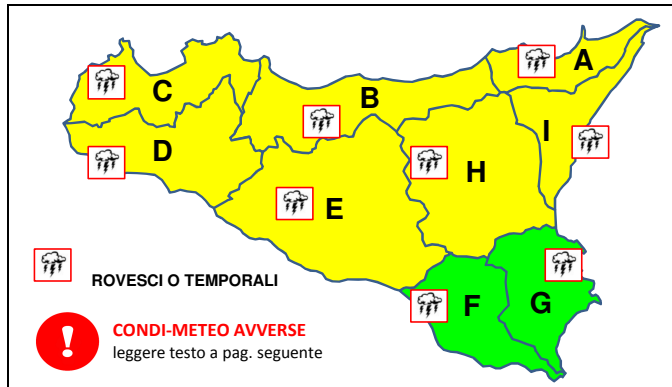 A
C
B
I
D
H
E
ROVESCI O TEMPORALI
F
G
CONDI-METEO AVVERSE
leggere testo a pag. seguente